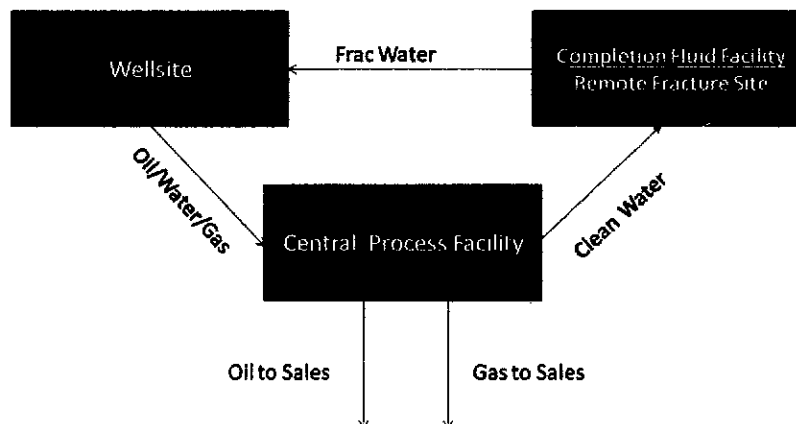 Frac Water
Wellsite
Completion Fluid Facility
Remote Fracture Site
Oil/Water/Gas
Clean Water
Central Process Facility
Oil to Sales
Gas to Sales